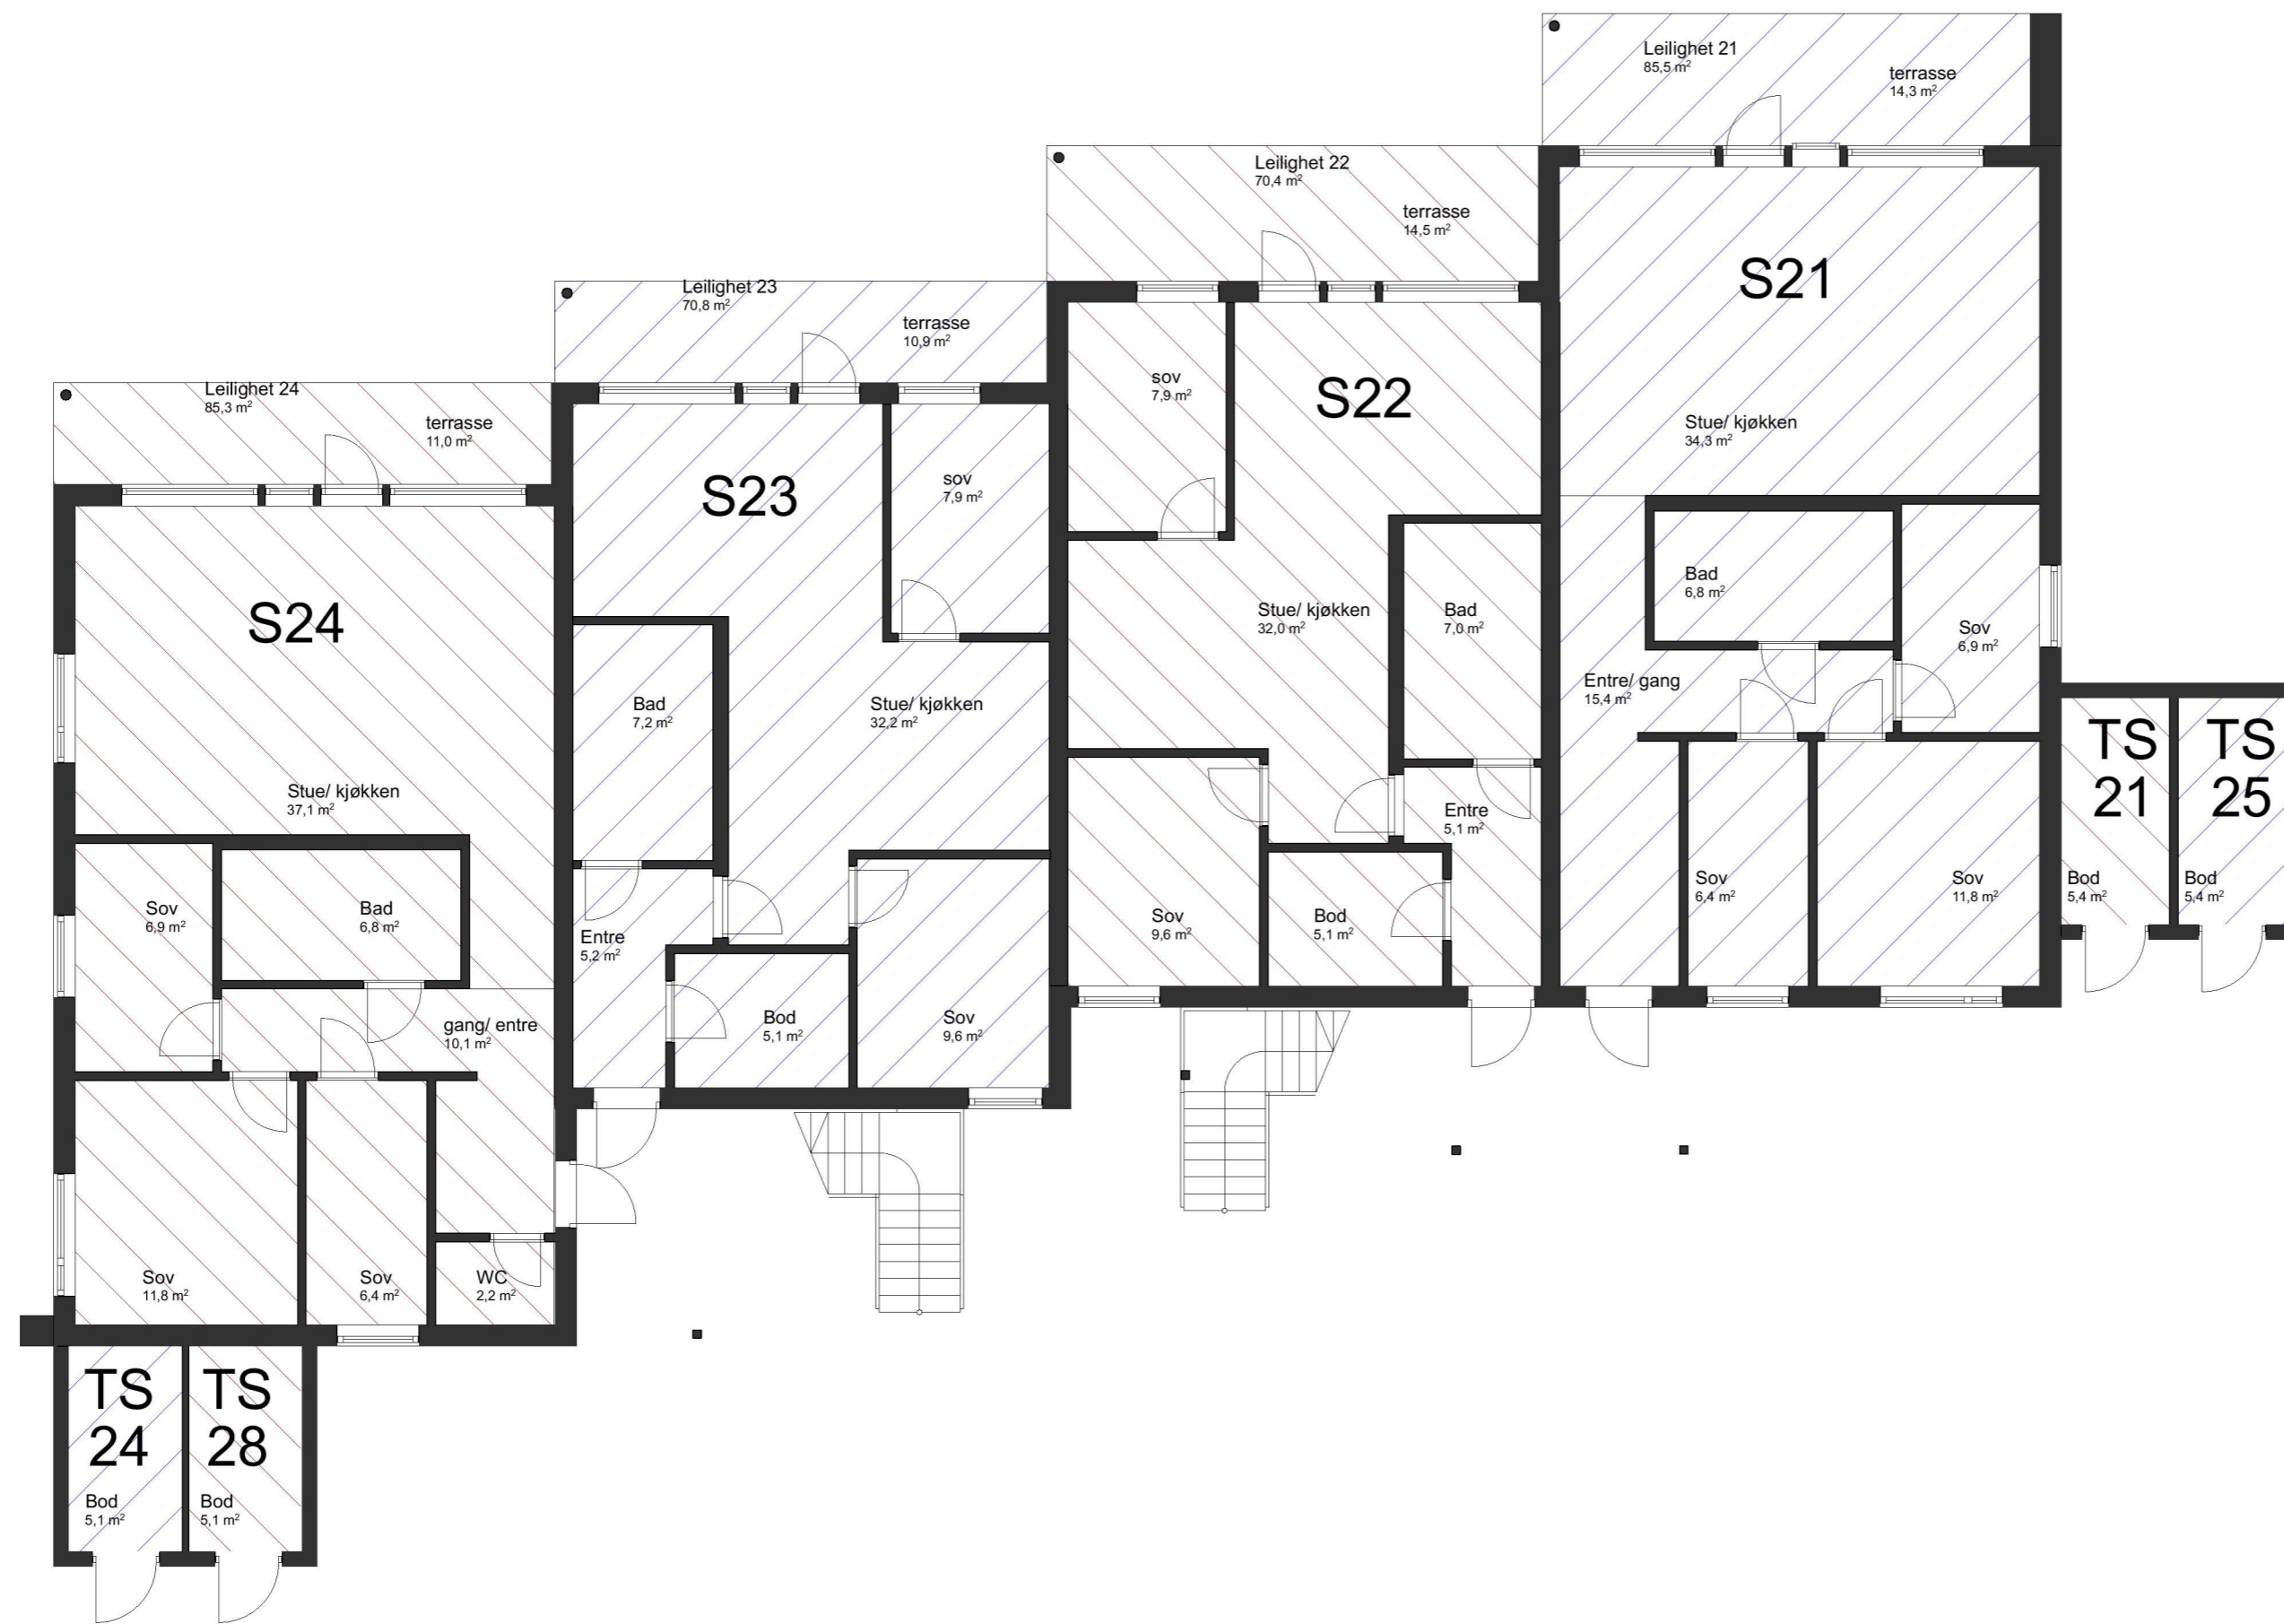 Leilighet 21
85,5 m²
terrasse
14,3 m²
S21
Stue/ kjøkken
34,3 m²
Bad
6,8 m²
Sov
6,9 m²
Entre/ gang
15,4 m²
Sov
6,4 m²
Sov
11,8 m²
TS
21
Bod
5,4 m²
TS
25
Bod
5,4 m²
Leilighet 22
70,4 m²
terrasse
14,5 m²
sov
7,9 m²
S22
Stue/ kjøkken
32,0 m²
Bad
7,0 m²
Entre
5,1 m²
Sov
9,6 m²
Bod
5,1 m²
Leilighet 23
70,8 m²
terrasse
10,9 m²
S23
sov
7,9 m²
Bad
7,2 m²
Stue/ kjøkken
32,2 m²
Entre
5,2 m²
Bod
5,1 m²
Sov
9,6 m²
Leilighet 24
85,3 m²
terrasse
11,0 m²
S24
Stue/ kjøkken
37,1 m²
Sov
6,9 m²
Bad
6,8 m²
gang/ entre
10,1 m²
Sov
11,8 m²
Sov
6,4 m²
WC
2,2 m²
TS
24
Bod
5,1 m²
TS
28
Bod
5,1 m²